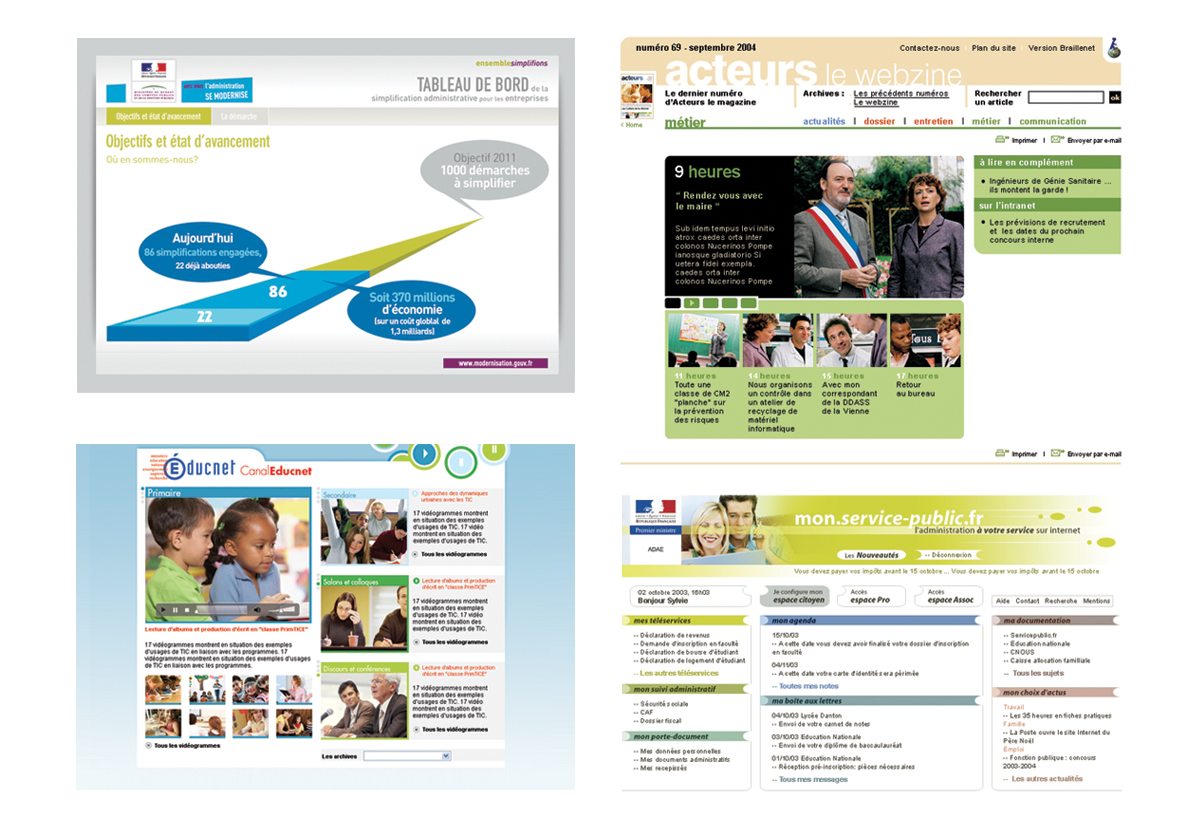 ensemblesimplifions
TABLEAU DE BORD de la
simplification administrative pour les entreprises
l'administration
SE MODERNISE
Objectifs et état d'avancement
La démarche
Objectifs et état d'avancement
Où en sommes-nous?
Objectif 2011
1000 démarches
à simplifier
Aujourd'hui
86 simplifications engagées,
22 déjà abouties
86
22
Soit 370 millions
d'économie
(sur un coût global de
1,3 milliards)
www.modernisation.gouv.fr
numéro 69 - septembre 2004
Contactez-nous
Plan du site
Version Braillenet
acteurs le webzine
acteurs
Le dernier numéro
d'Acteurs le magazine
Archives :
Les précédents numéros
Le webzine
Rechercher
un article
ok
< Home
métier
actualités I dossier I entretien I métier I communication
Imprimer I Envoyer par e-mail
9 heures
" Rendez vous avec
le maire "
Sub idem tempus levi initio
atrox caedes orta inter
colonos Nucerinos Pompe
ianosque gladiatorio Si
uetera fidei exempla.
caedes orta inter
colonos Nucerinos Pompe
à lire en complément
Ingénieurs de Génie Sanitaire ...
ils montent la garde !
sur l'intranet
Les prévisions de recrutement
et les dates du prochain
concours interne
11 heures
Toute une
classe de CM2
"planche" sur
la prévention
des risques
14 heures
Nous organisons
un contrôle dans
un atelier de
recyclage de
matériel
informatique
15 heures
Avec mon
correspondant
de la DDASS
de la Vienne
17 heures
Retour
au bureau
Imprimer I Envoyer par e-mail
Éducnet CanalEducnet
Primaire
Lecture d'albums et production d'écrit en "classe PrimTICE"
17 vidéogrammes montrent en situation des exemples
d'usages de TIC en liaison avec le programmes. 17
vidéogrammes montrent en situation des exemples d'usages
de TIC en liaison avec les programmes.
Tous les vidéogrammes
Secondaire
Approches des dynamiques
urbaines avec les TIC
17 vidéogrammes montrent
en situation des exemples
d'usages de TIC. 17 vidéo
montrent en situation des
exemples d'usages de TIC.
Tous les vidéogrammes
Salons et colloques
Lecture d'albums et production
d'écrit en "classe PrimTICE"
17 vidéogrammes montrent
en situation des exemples
d'usages de TIC. 17 vidéo
montrent en situation des
exemples d'usages de TIC.
Tous les vidéogrammes
Discours et conférences
Lecture d'albums et production
d'écrit en "classe PrimTICE"
17 vidéogrammes montrent
en situation des exemples
d'usages de TIC. 17 vidéo
montrent en situation des
exemples d'usages de TIC.
Tous les vidéogrammes
Les archives
RÉPUBLIQUE FRANÇAISE
Premier ministre
ADAE
mon.service-public.fr
l'administration à votre service sur internet
Les Nouveautés
-- Déconnexion
Vous devez payer vos impôts avant le 15 octobre ... Vous devez payer vos impôts avant le 15 octobre
02 octobre 2003, 16h03
Bonjour Sylvie
Je configure mon
espace citoyen
Accès
espace Pro
Accès
espace Assoc
Aide Contact Recherche Mentions
mes téléservices
-- Déclaration de revenus
-- Demande d'inscription en faculté
-- Déclaration de bourse d'étudiant
-- Déclaration de logement d'étudiant
-- Les autres téléservices
mon suivi administratif
-- Sécurité sociale
-- CAF
-- Dossier fiscal
mon porte-document
-- Mes données personnelles
-- Mes documents administratifs
-- Mes recepissés
mon agenda
15/10/03
-- A cette date vous devez avoir finalisé votre dossier d'inscription
en faculté
04/11/03
-- A cette date votre carte d'identité sera périmée
-- Toutes mes notes
ma boite aux lettres
04/10/03 Lycée Danton
-- Envoi de votre carnet de notes
03/10/03 Education Nationale
-- Envoi de votre diplôme de baccalauréat
01/10/03 Education Nationale
-- Réception pré-inscription: pièces nécessaires
-- Tous mes messages
ma documentation
-- Servicepublic.fr
-- Education nationale
-- CNOUS
-- Caisse allocation familiale
-- Tous les sujets
mon choix d'actus
Travail
-- Les 35 heures en fiches pratiques
Famille
-- La Poste ouvre le site Internet du
Père Noël
Emploi
-- Fonction publique : concours
2003-2004
-- Les autres actualités